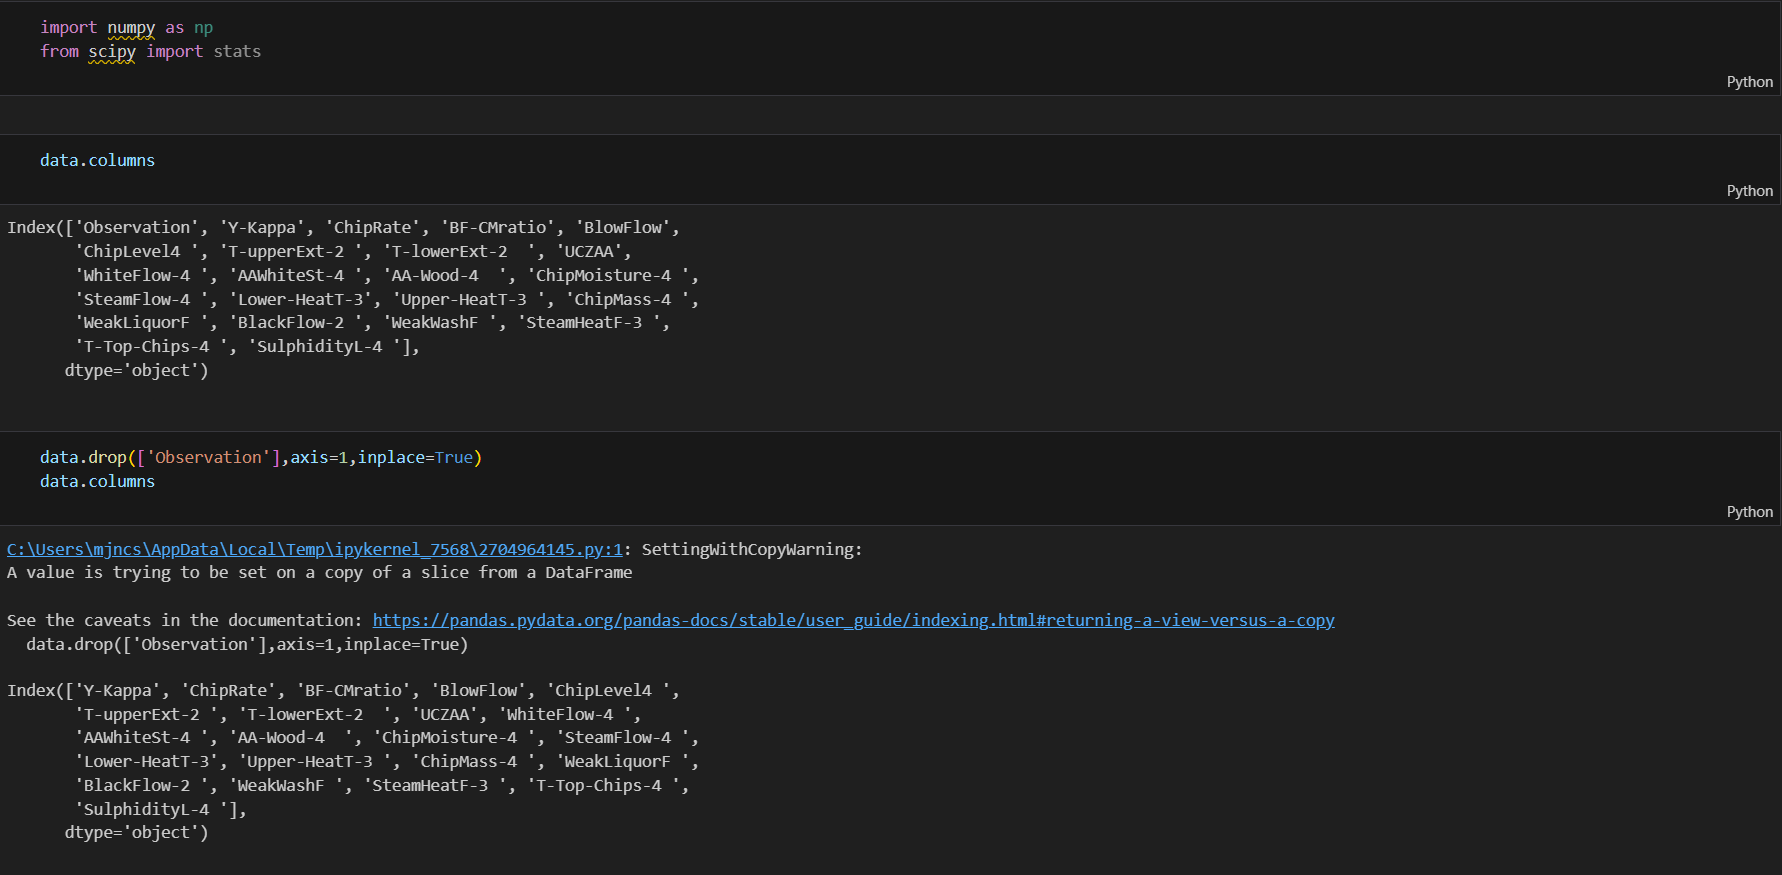 import numpy as np
from scipy import stats
Python
data.columns
Python
Index(['Observation', 'Y-Kappa', 'ChipRate', 'BF-CMratio', 'BlowFlow',
       'ChipLevel4 ', 'T-upperExt-2 ', 'T-lowerExt-2  ', 'UCZAA',
       'WhiteFlow-4 ', 'AAWhiteSt-4 ', 'AA-Wood-4  ', 'ChipMoisture-4 ',
       'SteamFlow-4 ', 'Lower-HeatT-3', 'Upper-HeatT-3 ', 'ChipMass-4 ',
       'WeakLiquorF ', 'BlackFlow-2 ', 'WeakWashF ', 'SteamHeatF-3 ',
       'T-Top-Chips-4 ', 'SulphidityL-4 '],
      dtype='object')
data.drop(['Observation'],axis=1,inplace=True)
data.columns
Python
C:\Users\mjncs\AppData\Local\Temp\ipykernel_7568\2704964145.py:1: SettingWithCopyWarning:
A value is trying to be set on a copy of a slice from a DataFrame
See the caveats in the documentation: https://pandas.pydata.org/pandas-docs/stable/user_guide/indexing.html#returning-a-view-versus-a-copy
  data.drop(['Observation'],axis=1,inplace=True)
Index(['Y-Kappa', 'ChipRate', 'BF-CMratio', 'BlowFlow', 'ChipLevel4 ',
       'T-upperExt-2 ', 'T-lowerExt-2  ', 'UCZAA', 'WhiteFlow-4 ',
       'AAWhiteSt-4 ', 'AA-Wood-4  ', 'ChipMoisture-4 ', 'SteamFlow-4 ',
       'Lower-HeatT-3', 'Upper-HeatT-3 ', 'ChipMass-4 ', 'WeakLiquorF ',
       'BlackFlow-2 ', 'WeakWashF ', 'SteamHeatF-3 ', 'T-Top-Chips-4 ',
       'SulphidityL-4 '],
      dtype='object')